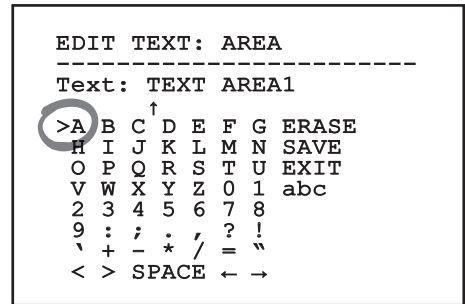 EDIT TEXT: AREA
------------------------
Text: TEXT AREA1
↑
>A B C D E F G ERASE
H I J K L M N SAVE
O P Q R S T U EXIT
V W X Y Z 0 1 abc
2 3 4 5 6 7 8
9 : ; . , ? !
‵ + – * / = ‶
< > SPACE ← →